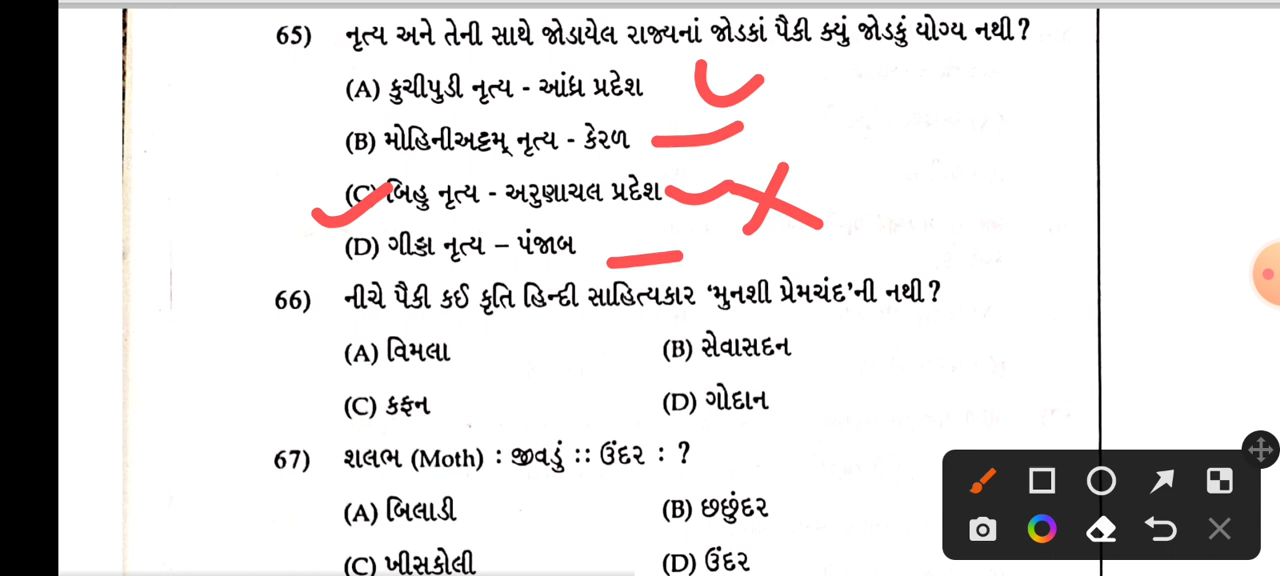 65) નૃત્ય અને તેની સાથે જોડાયેલ રાજ્યનાં જોડકાં પૈકી ક્યું જોડકું યોગ્ય નથી ?
(A) કુચીપુડી નૃત્ય - આંધ્ર પ્રદેશ
(B) મોહિનીઅટ્ટમ્ નૃત્ય - કેરળ
(C) બિહુ નૃત્ય - અરુણાચલ પ્રદેશ
(D) ગીદ્દા નૃત્ય – પંજાબ
66) નીચે પૈકી કઈ કૃતિ હિન્દી સાહિત્યકાર ‘મુનશી પ્રેમચંદ’ની નથી ?
(A) વિમલા (B) સેવાસદન
(C) કફન (D) ગોદાન
67) શલભ (Moth) : જીવડું :: ઉંદર : ?
(A) બિલાડી (B) છછુંદર
(C) ખીસકોલી (D) ઉંદર